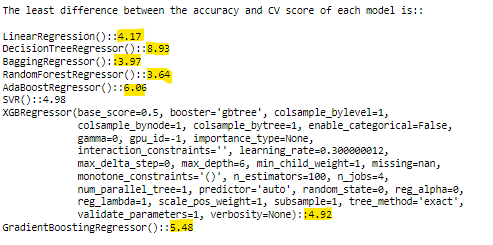 The least difference between the accuracy and CV score of each model is::
LinearRegression()::4.17
DecisionTreeRegressor()::8.93
BaggingRegressor()::3.97
RandomForestRegressor()::3.64
AdaBoostRegressor()::6.06
SVR()::4.98
XGBRegressor(base_score=0.5, booster='gbtree', colsample_bylevel=1,
colsample_bynode=1, colsample_bytree=1, enable_categorical=False,
gamma=0, gpu_id=-1, importance_type=None,
interaction_constraints='', learning_rate=0.300000012,
max_delta_step=0, max_depth=6, min_child_weight=1, missing=nan,
monotone_constraints='()', n_estimators=100, n_jobs=4,
num_parallel_tree=1, predictor='auto', random_state=0, reg_alpha=0,
reg_lambda=1, scale_pos_weight=1, subsample=1, tree_method='exact',
validate_parameters=1, verbosity=None)::4.92
GradientBoostingRegressor()::5.48